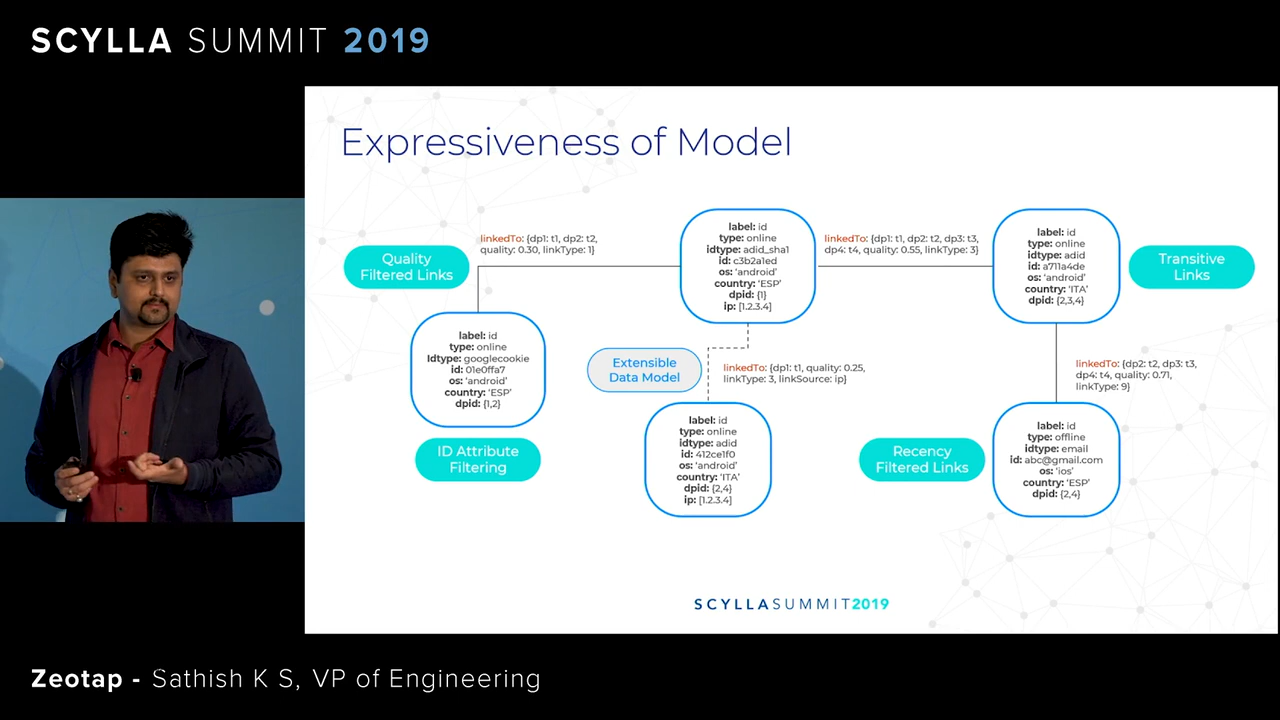 SCYLLA SUMMIT 2019
Expressiveness of Model
Quality
Filtered Links
linkedTo: {dp1: t1, dp2: t2,
quality: 0.30, linkType: 1}
label: id
type: online
idtype: adid_sha1
id: c3b2a1ed
os: ‘android’
country: ‘ESP’
dpid: {1}
ip: [1.2.3.4]
linkedTo: {dp1: t1, dp2: t2, dp3: t3,
dp4: t4, quality: 0.55, linkType: 3}
label: id
type: online
idtype: adid
id: a711a4de
os: ‘android’
country: ‘ITA’
dpid: {2,3,4}
Transitive
Links
label: id
type: online
Idtype: googlecookie
id: 01e0ffa7
os: ‘android’
country: ‘ESP’
dpid: {1,2}
Extensible
Data Model
linkedTo: {dp1: t1, quality: 0.25,
linkType: 3, linkSource: ip}
linkedTo: {dp2: t2, dp3: t3,
dp4: t4, quality: 0.71,
linkType: 9}
ID Attribute
Filtering
label: id
type: online
idtype: adid
id: 412ce1f0
os: ‘android’
country: ‘ITA’
dpid: {2,4}
ip: [1.2.3.4]
Recency
Filtered Links
label: id
type: offline
idtype: email
id: abc@gmail.com
os: ‘ios’
country: ‘ESP’
dpid: {2,4}
SCYLLASUMMIT2019
Zeotap - Sathish K S, VP of Engineering